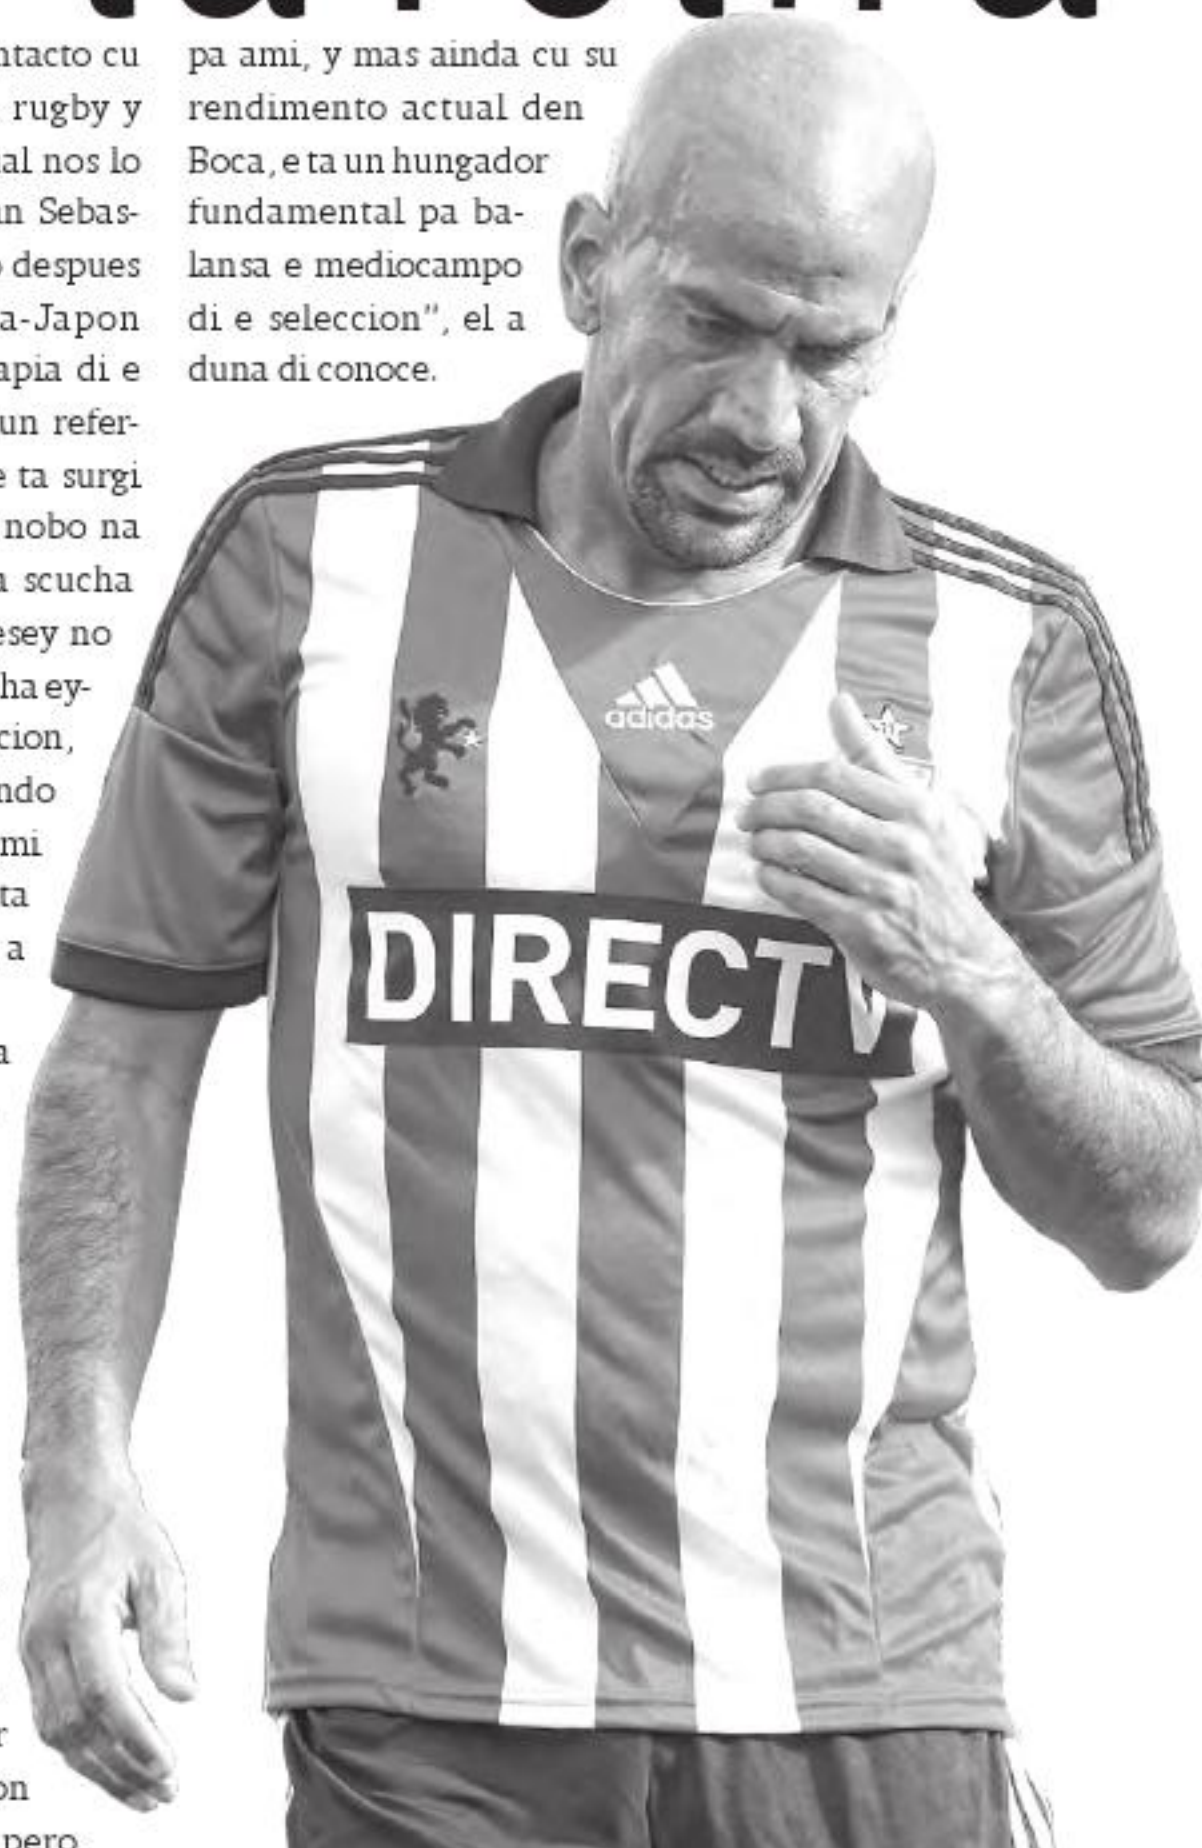 ntacto cu
rugby y
al nos lo
n Sebas-
despues
a-Japon
apia di e
un refer-
e ta surgi
nobo na
a scucha
esey no
ha ey-
cion,
ndo
mi
ta
a
a
r
on
pero
pa ami, y mas ainda cu su
rendimento actual den
Boca, e ta un hungador
fundamental pa ba-
lansa e mediocampo
di e seleccion”, el a
duna di conoce.
adidas
DIRECTV